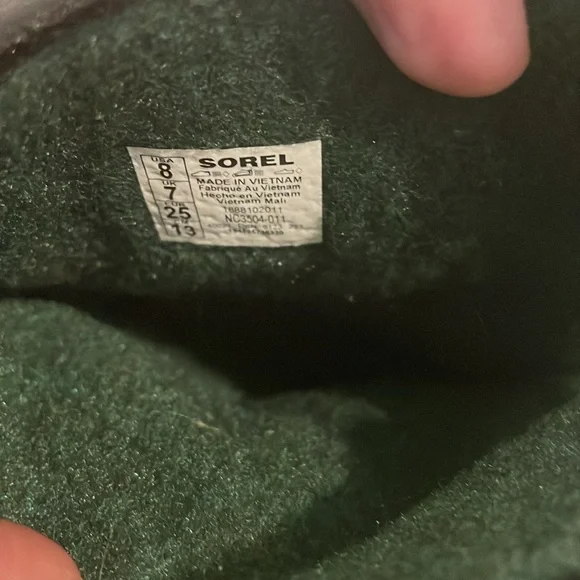 USA
8
UK
7
EUR
25
13
SOREL
MADE IN VIETNAM
Fabriqué Au Vietnam
Hecho en Vietnam
Vietnam Mali
1888102011
NC3504-011